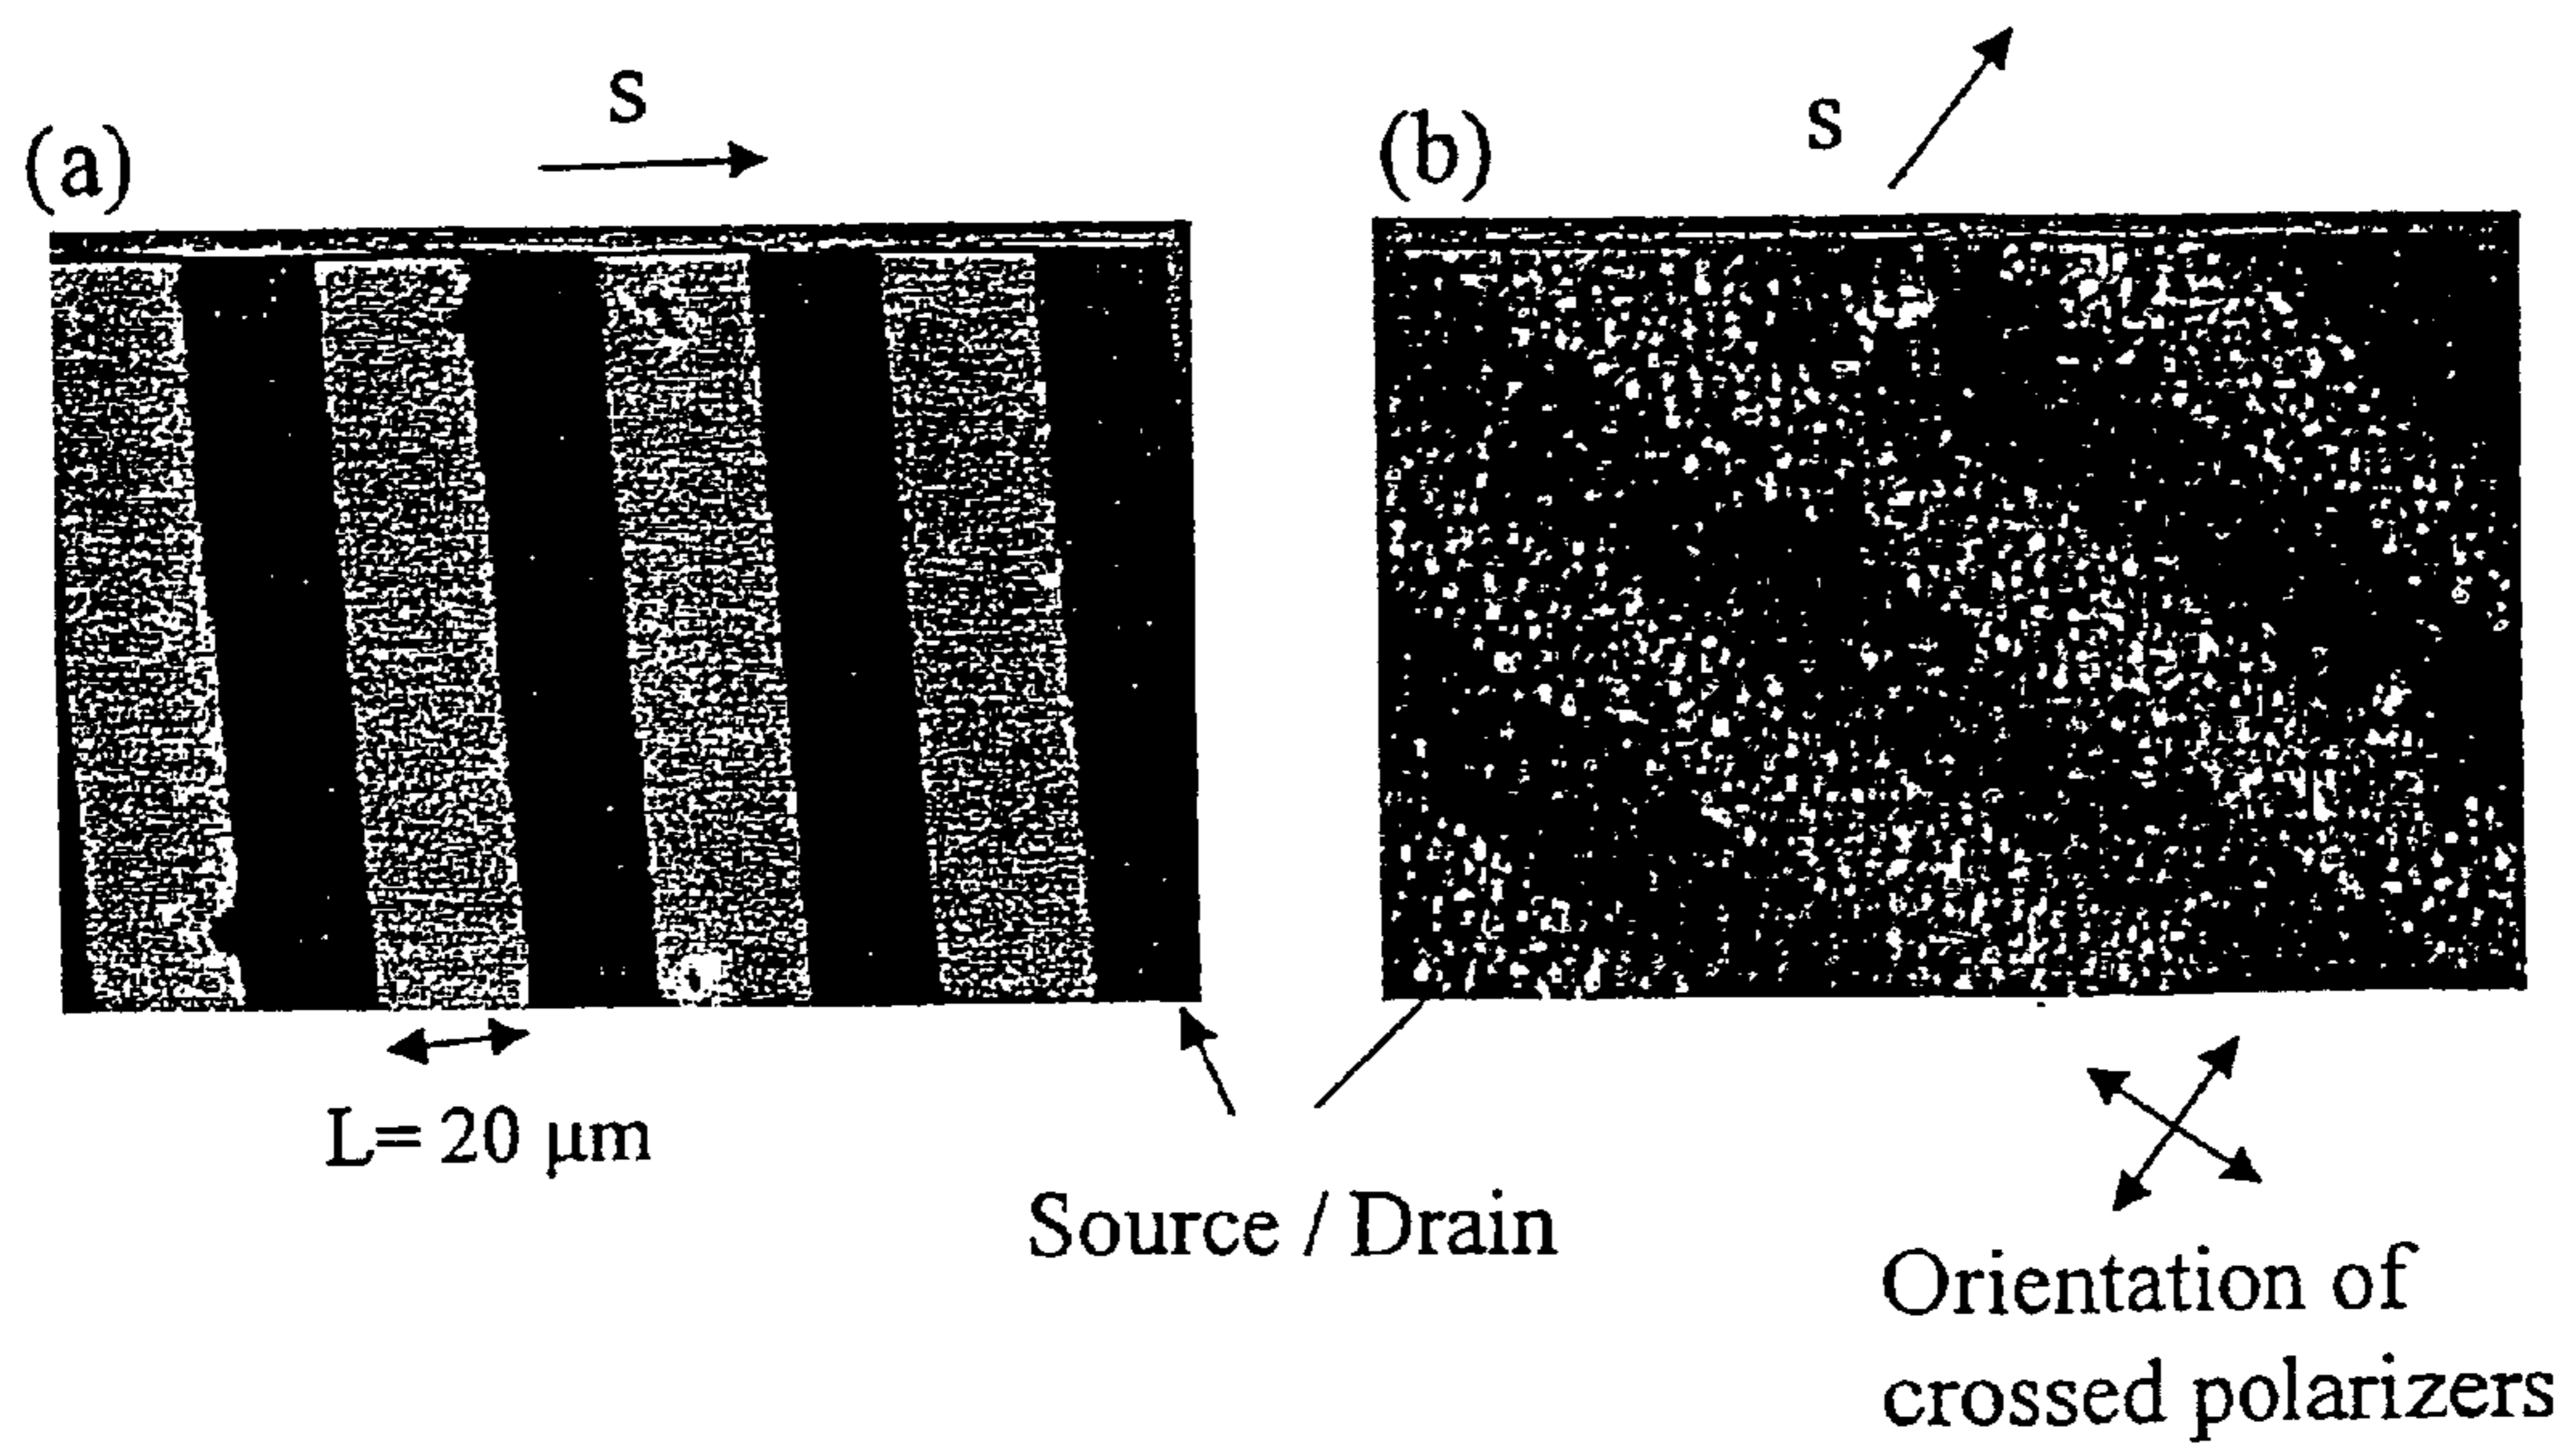 (a)
s
(b)
s
L= 20 μm
Source / Drain
Orientation of
crossed polarizers